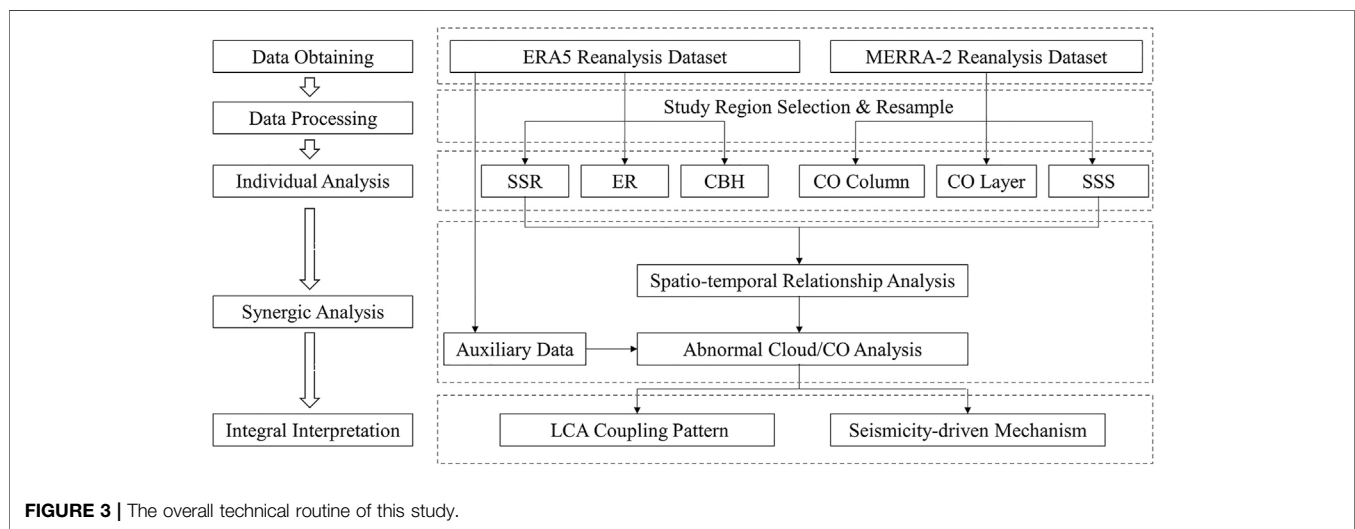 Data Obtaining
ERA5 Reanalysis Dataset
MERRA-2 Reanalysis Dataset
Data Processing
Study Region Selection & Resample
Individual Analysis
SSR
ER
CBH
CO Column
CO Layer
SSS
Spatio-temporal Relationship Analysis
Synergic Analysis
Auxiliary Data
Abnormal Cloud/CO Analysis
Integral Interpretation
LCA Coupling Pattern
Seismicity-driven Mechanism
FIGURE 3 | The overall technical routine of this study.